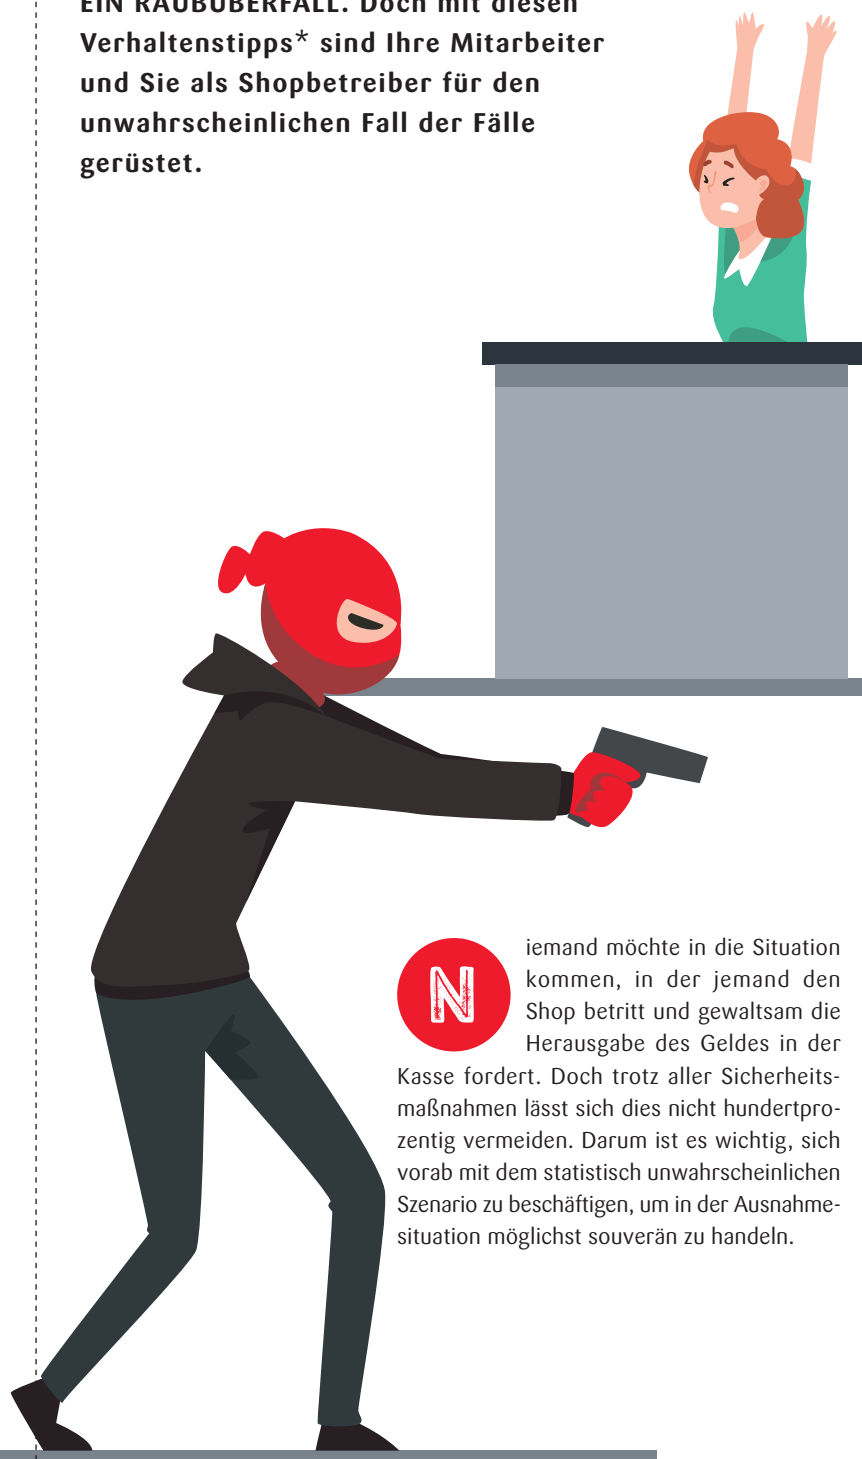 EIN RAUBÜBERFALL. Doch mit diesen
Verhaltenstipps* sind Ihre Mitarbeiter
und Sie als Shopbetreiber für den
unwahrscheinlichen Fall der Fälle
gerüstet.
Niemand möchte in die Situation
kommen, in der jemand den
Shop betritt und gewaltsam die
Herausgabe des Geldes in der
Kasse fordert. Doch trotz aller Sicherheits-
maßnahmen lässt sich dies nicht hundertpro-
zentig vermeiden. Darum ist es wichtig, sich
vorab mit dem statistisch unwahrscheinlichen
Szenario zu beschäftigen, um in der Ausnahme-
situation möglichst souverän zu handeln.